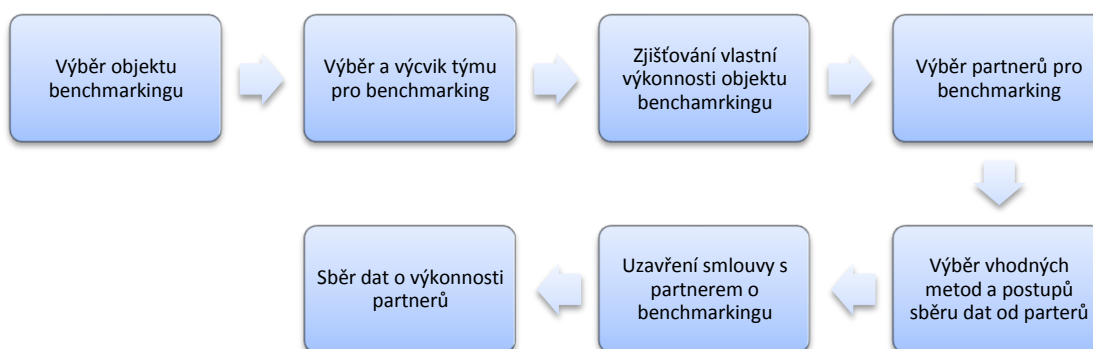 Výběr objektu
benchmarkingu
Výběr a výcvik týmu
pro benchmarking
Zjišťování vlastní
výkonnosti objektu
benchamrkingu
Výběr partnerů pro
benchmarking
Výběr vhodných
metod a postupů
sběru dat od parterů
Uzavření smlouvy s
partnerem o
benchmarkingu
Sběr dat o výkonnosti
partnerů